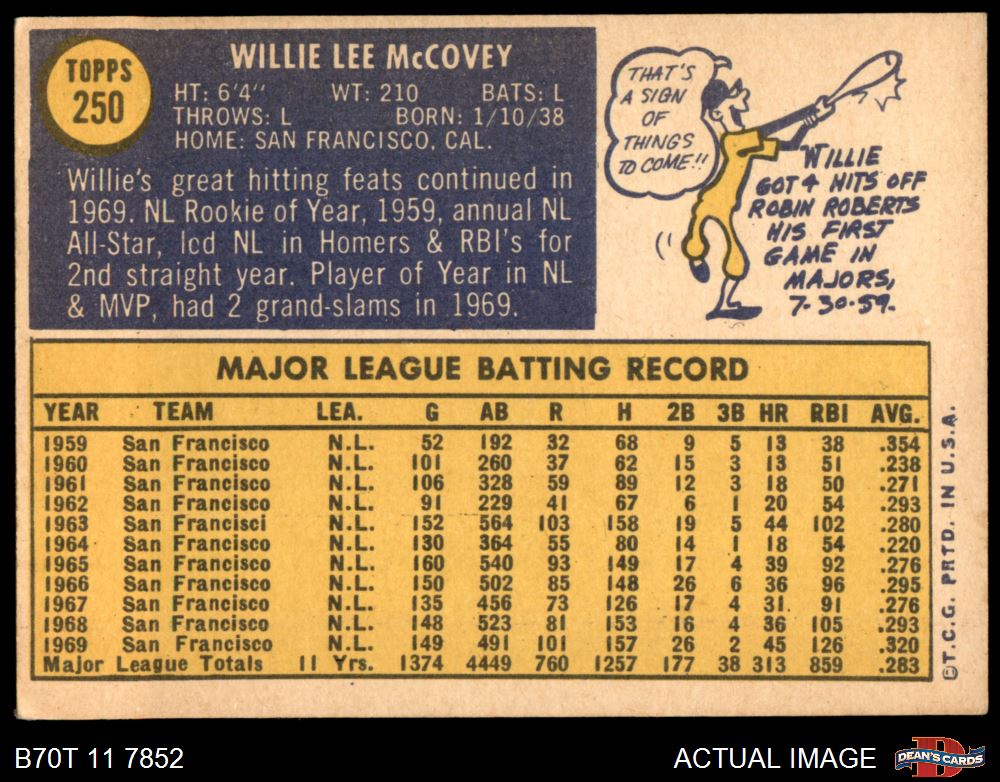 TOPPS
250
WILLIE LEE McCOVEY
HT: 6'4" WT: 210 BATS: L
THROWS: L BORN: 1/10/38
HOME: SAN FRANCISCO, CAL.
Willie's great hitting feats continued in
1969. NL Rookie of Year, 1959, annual NL
All-Star, lcd NL in Homers & RBI's for
2nd straight year. Player of Year in NL
& MVP, had 2 grand-slams in 1969.
THAT'S
A SIGN
OF
THINGS
TO COME!!
WILLIE
GOT 4 HITS OFF
ROBIN ROBERTS
HIS FIRST
GAME IN
MAJORS,
7-30-59.
MAJOR LEAGUE BATTING RECORD
YEAR TEAM LEA. G AB R H 2B 3B HR RBI AVG.
1959 San Francisco N.L. 52 192 32 68 9 5 13 38 .354
1960 San Francisco N.L. 101 260 37 62 15 3 13 51 .238
1961 San Francisco N.L. 106 328 59 89 12 3 18 50 .271
1962 San Francisco N.L. 91 229 41 67 6 1 20 54 .293
1963 San Francisci N.L. 152 564 103 158 19 5 44 102 .280
1964 San Francisco N.L. 130 364 55 80 14 1 18 54 .220
1965 San Francisco N.L. 160 540 93 149 17 4 39 92 .276
1966 San Francisco N.L. 150 502 85 148 26 6 36 96 .295
1967 San Francisco N.L. 135 456 73 126 17 4 31 91 .276
1968 San Francisco N.L. 148 523 81 153 16 4 36 105 .293
1969 San Francisco N.L. 149 491 101 157 26 2 45 126 .320
Major League Totals 11 Yrs. 1374 4449 760 1257 177 38 313 859 .283
©T.C.G. PRTD. IN U.S.A.
B70T 11 7852
ACTUAL IMAGE
D
DEAN'S CARDS